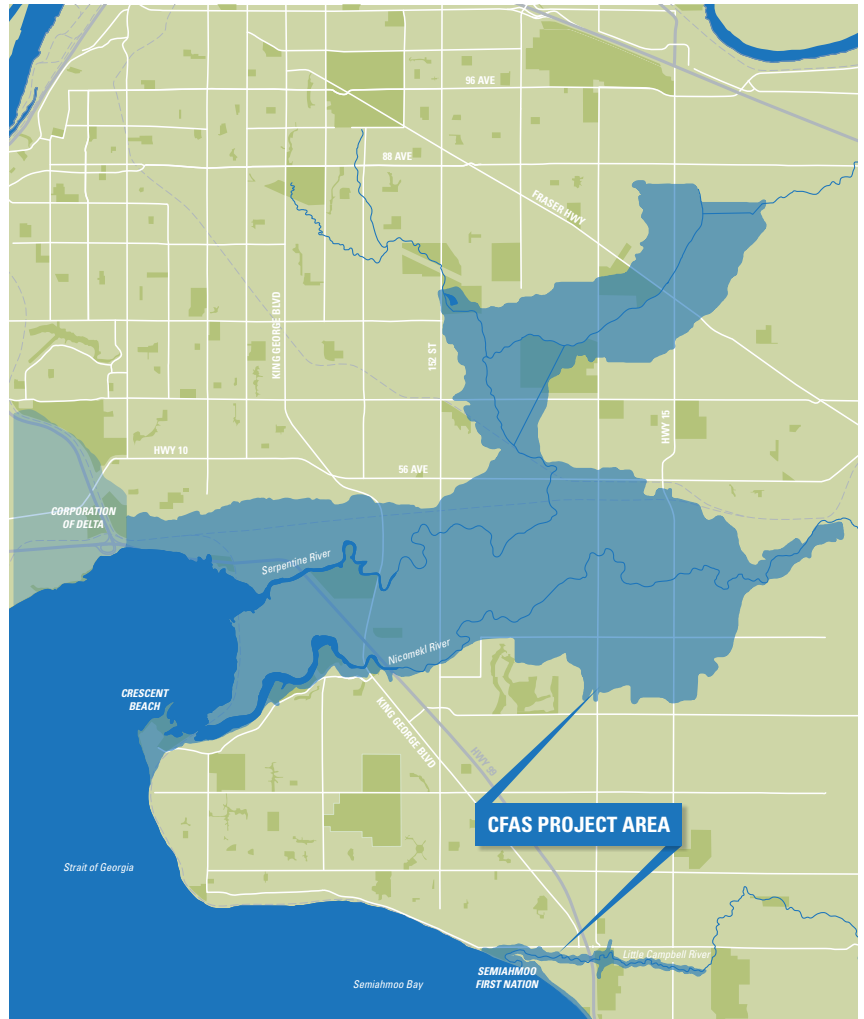 96 AVE
88 AVE
FRASER HWY
KING GEORGE BLVD
152 ST
HWY 15
HWY 10
56 AVE
CORPORATION
OF DELTA
Serpentine River
Nicomekl River
CRESCENT
BEACH
KING GEORGE BLVD
HWY 99
CFAS PROJECT AREA
Strait of Georgia
Little Campbell River
SEMIAHMOO
FIRST NATION
Semiahmoo Bay